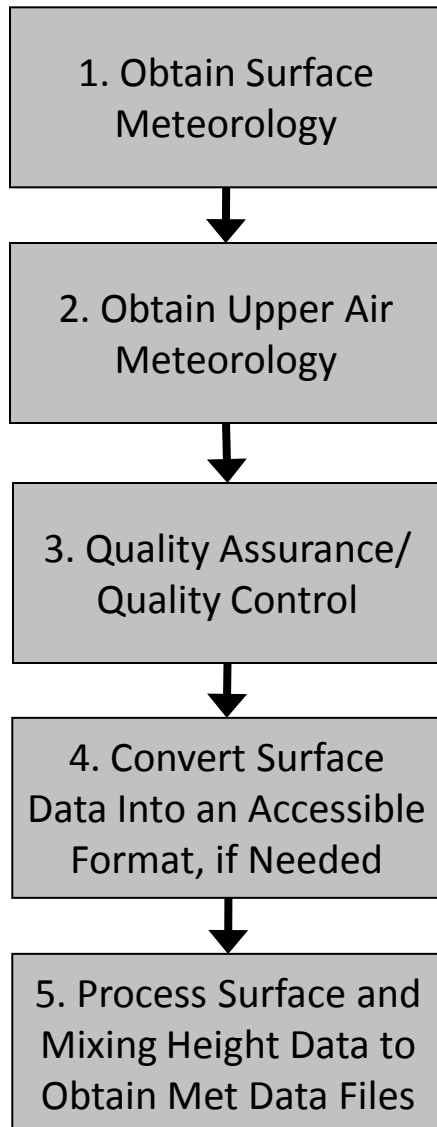 1. Obtain Surface
Meteorology
2. Obtain Upper Air
Meteorology
3. Quality Assurance/
Quality Control
4. Convert Surface
Data Into an Accessible
Format, if Needed
5. Process Surface and
Mixing Height Data to
Obtain Met Data Files